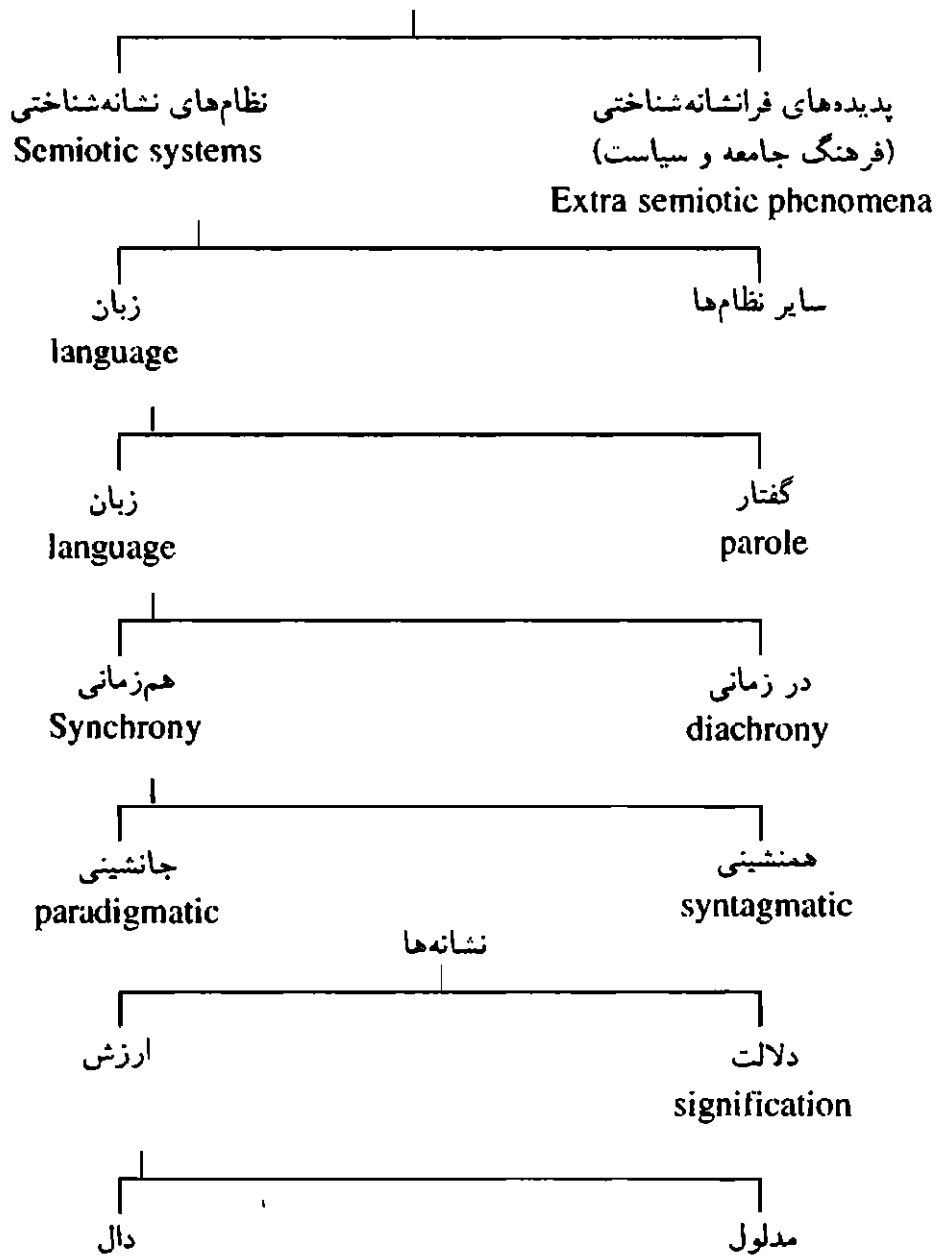 پدیده‌های فرانشانه‌شناختی
(فرهنگ جامعه و سیاست)
Extra semiotic phenomena
نظام‌های نشانه‌شناختی
Semiotic systems
سایر نظام‌ها
زبان
language
گفتار
parole
زبان
language
در زمانی
diachrony
هم‌زمانی
Synchrony
همنشینی
syntagmatic
جانشینی
paradigmatic
نشانه‌ها
دلالت
signification
ارزش
مدلول
دال